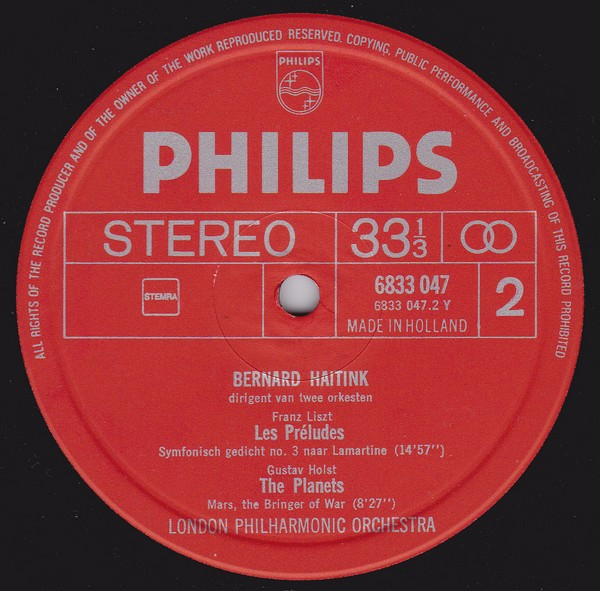 ALL RIGHTS OF THE RECORD PRODUCER AND OF THE OWNER OF THE WORK REPRODUCED RESERVED. COPYING, PUBLIC PERFORMANCE AND BROADCASTING OF THIS RECORD PROHIBITED
PHILIPS
PHILIPS
STEREO 33 1/3
STEMRA 6833 047 2
6833 047.2 Y
MADE IN HOLLAND
BERNARD HAITINK
dirigent van twee orkesten
Franz Liszt
Les Préludes
Symfonisch gedicht no. 3 naar Lamartine (14'57'')
Gustav Holst
The Planets
Mars, the Bringer of War (8'27'')
LONDON PHILHARMONIC ORCHESTRA